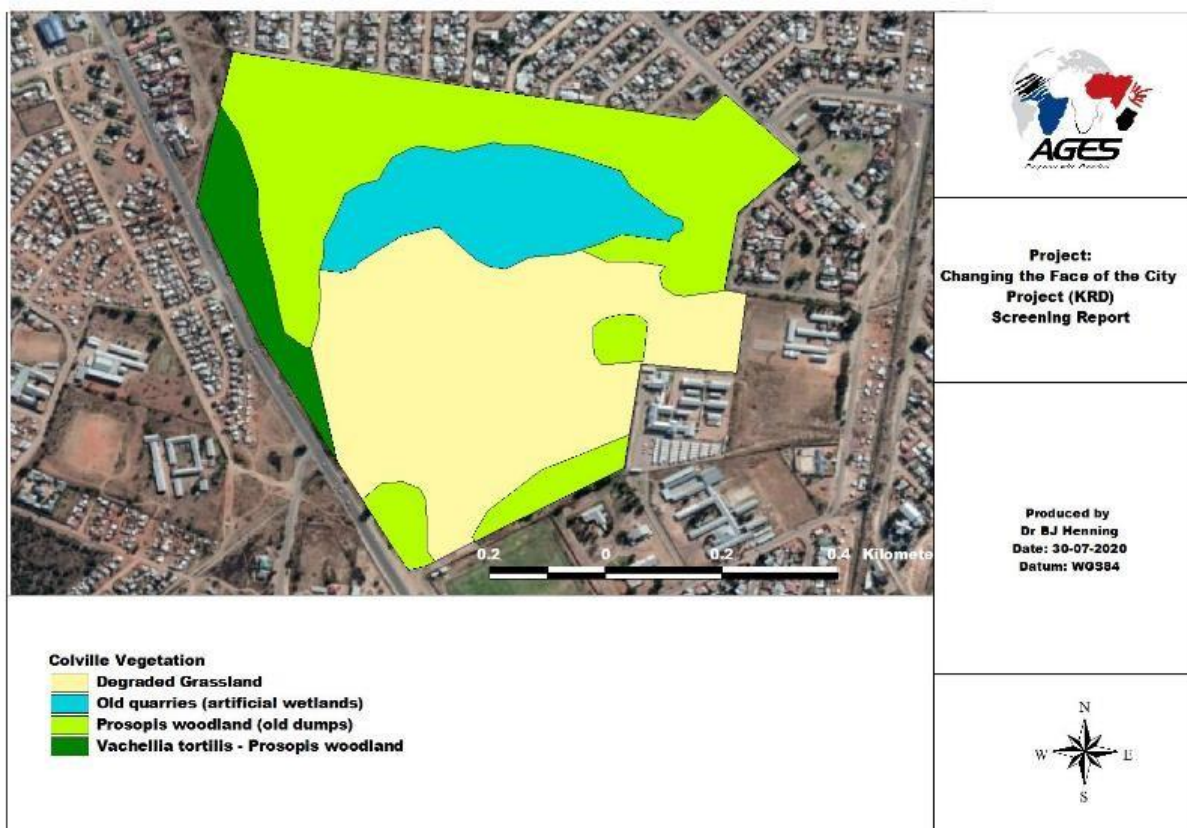 AGES
Project:
Changing the Face of the City
Project (KRD)
Screening Report
Produced by
Dr BJ Henning
Date: 30-07-2020
Datum: WGS84
0.2 0 0.2 0.4 Kilomete
Colville Vegetation
Degraded Grassland
Old quarries (artificial wetlands)
Prosopis woodland (old dumps)
Vachellia tortilis - Prosopis woodland
N
W E
S